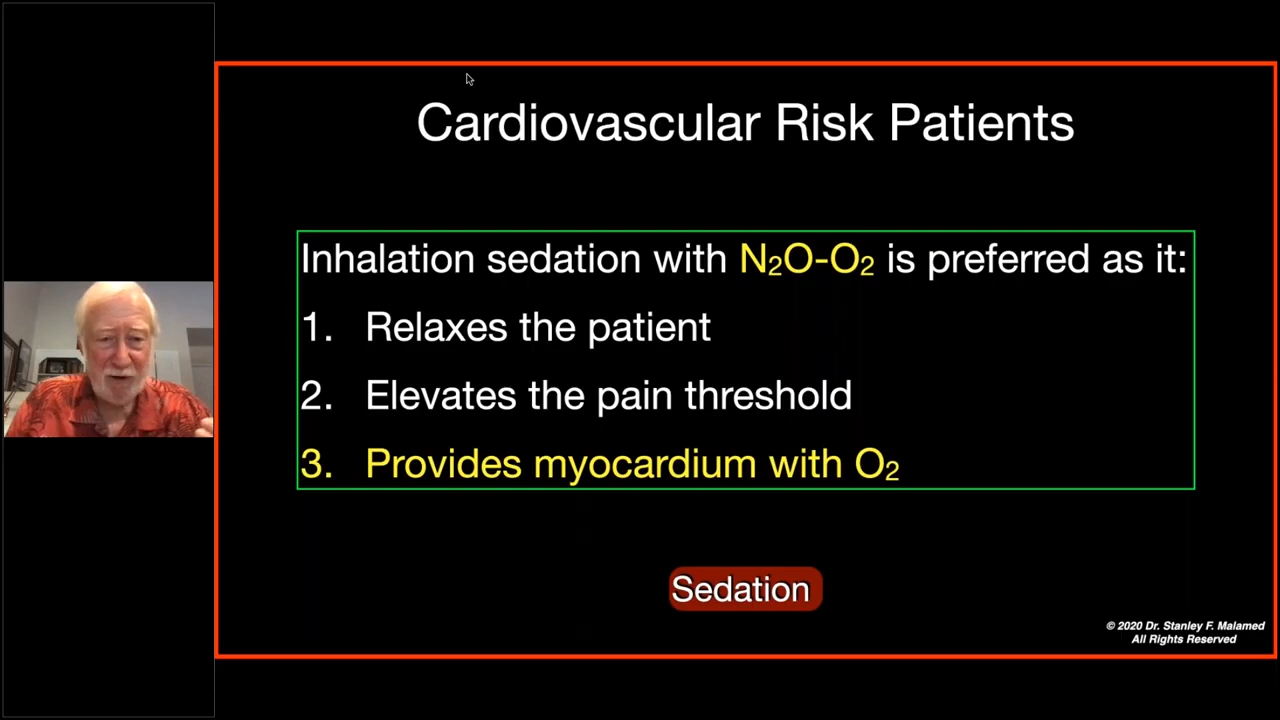 Cardiovascular Risk Patients
Inhalation sedation with N₂O-O₂ is preferred as it:
1. Relaxes the patient
2. Elevates the pain threshold
3. Provides myocardium with O₂
Sedation
© 2020 Dr. Stanley F. Malamed
All Rights Reserved